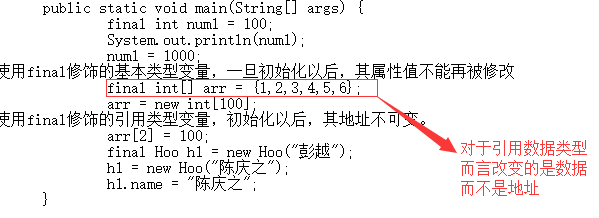 public static void main(String[] args) {
final int num1 = 100;
System.out.println(num1);
num1 = 1000;
使用final修饰的基本类型变量，一旦初始化以后，其属性值不能再被修改
final int[] arr = {1,2,3,4,5,6};
arr = new int[100];
使用final修饰的引用类型变量，初始化以后，其地址不可变。
arr[2] = 100;
final Hoo h1 = new Hoo("彭越");
h1 = new Hoo("陈庆之");
h1.name = "陈庆之";
}
对于引用数据类型
而言改变的是数据
而不是地址